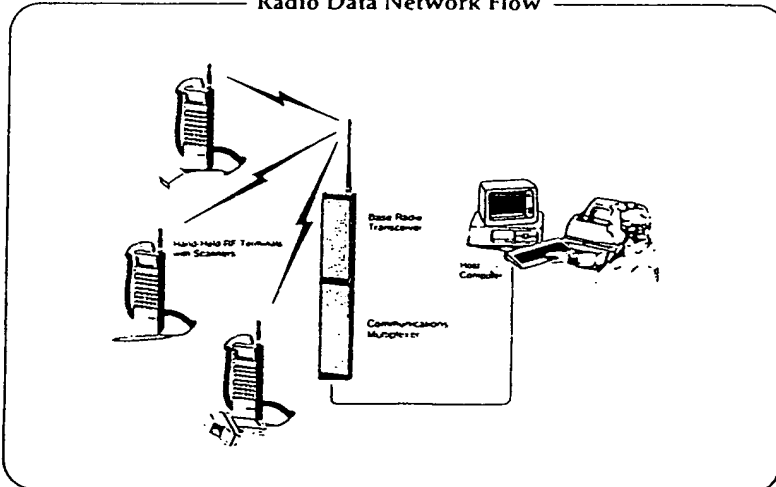 Radio Data Network Flow
Base Radio
Transceiver
Hand-Held RF Terminals
with Scanners
Host
Computer
Communications
Multiplexer